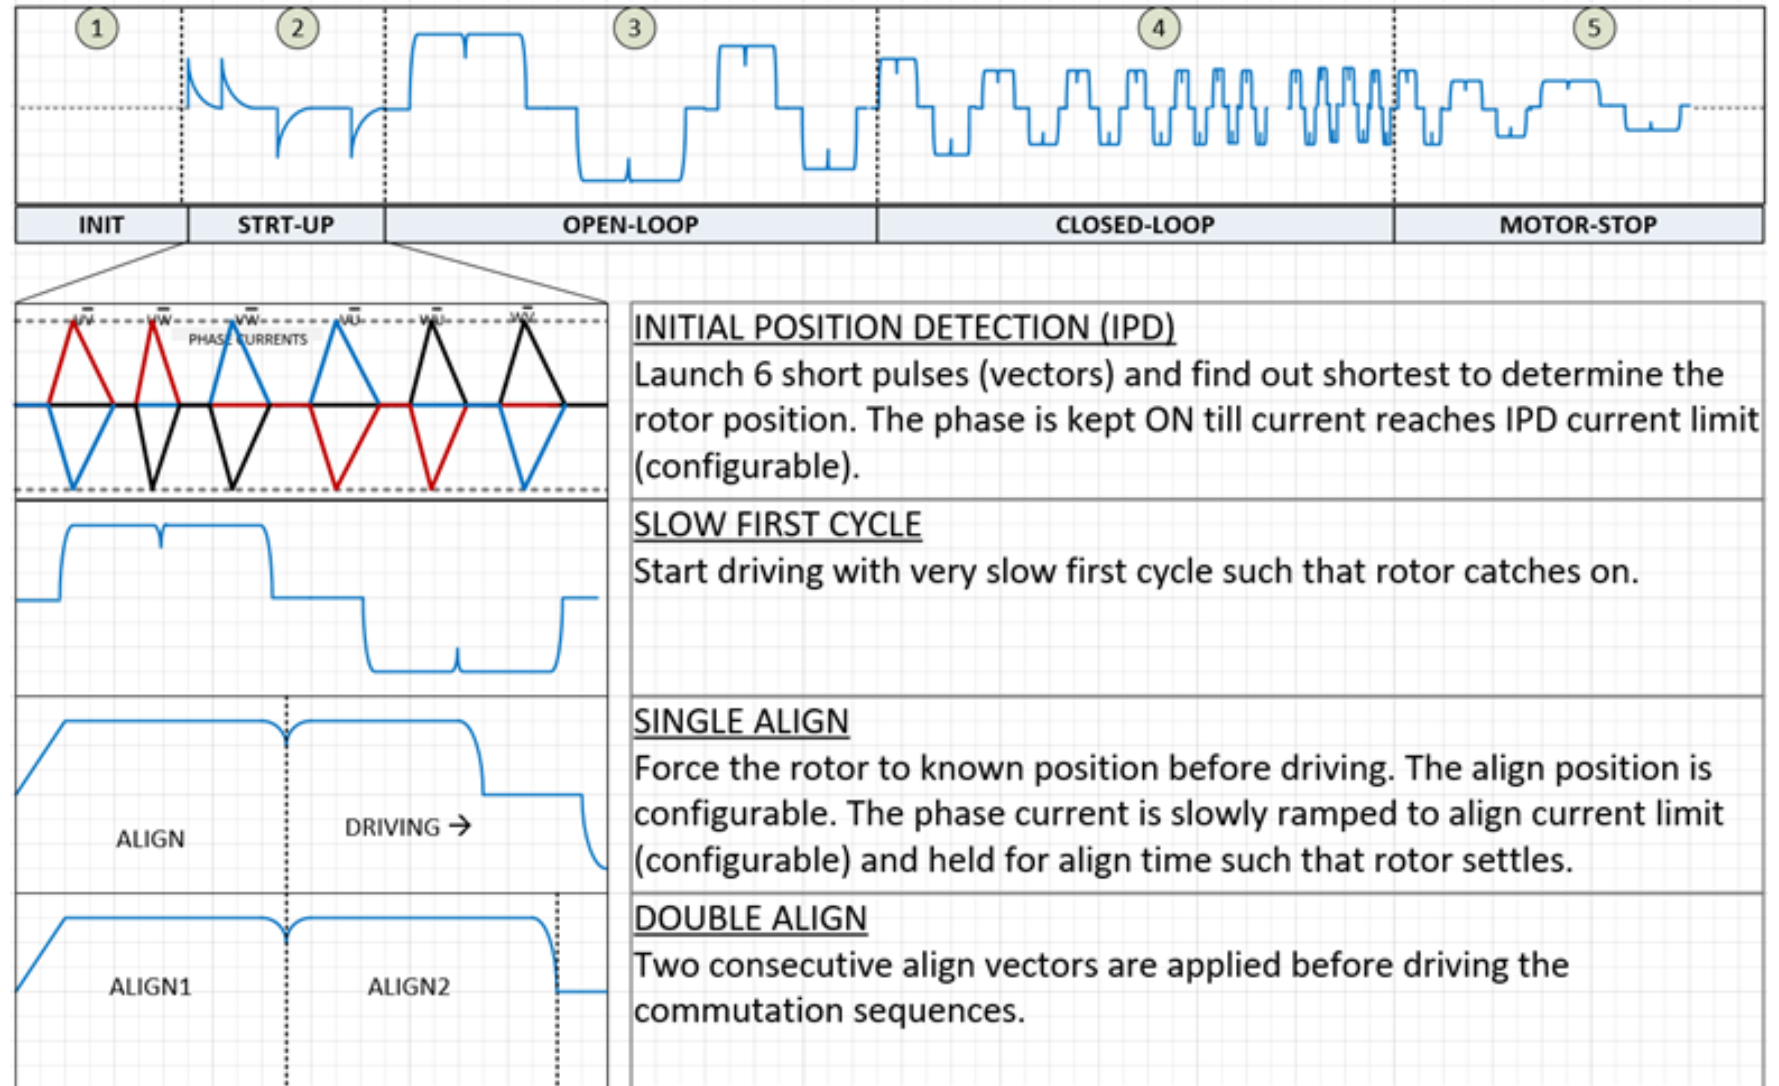 1
2
3
4
5
INIT
STRT-UP
OPEN-LOOP
CLOSED-LOOP
MOTOR-STOP
PHASE CURRENTS
INITIAL POSITION DETECTION (IPD)
Launch 6 short pulses (vectors) and find out shortest to determine the
rotor position. The phase is kept ON till current reaches IPD current limit
(configurable).
SLOW FIRST CYCLE
Start driving with very slow first cycle such that rotor catches on.
ALIGN
DRIVING →
SINGLE ALIGN
Force the rotor to known position before driving. The align position is
configurable. The phase current is slowly ramped to align current limit
(configurable) and held for align time such that rotor settles.
ALIGN1
ALIGN2
DOUBLE ALIGN
Two consecutive align vectors are applied before driving the
commutation sequences.